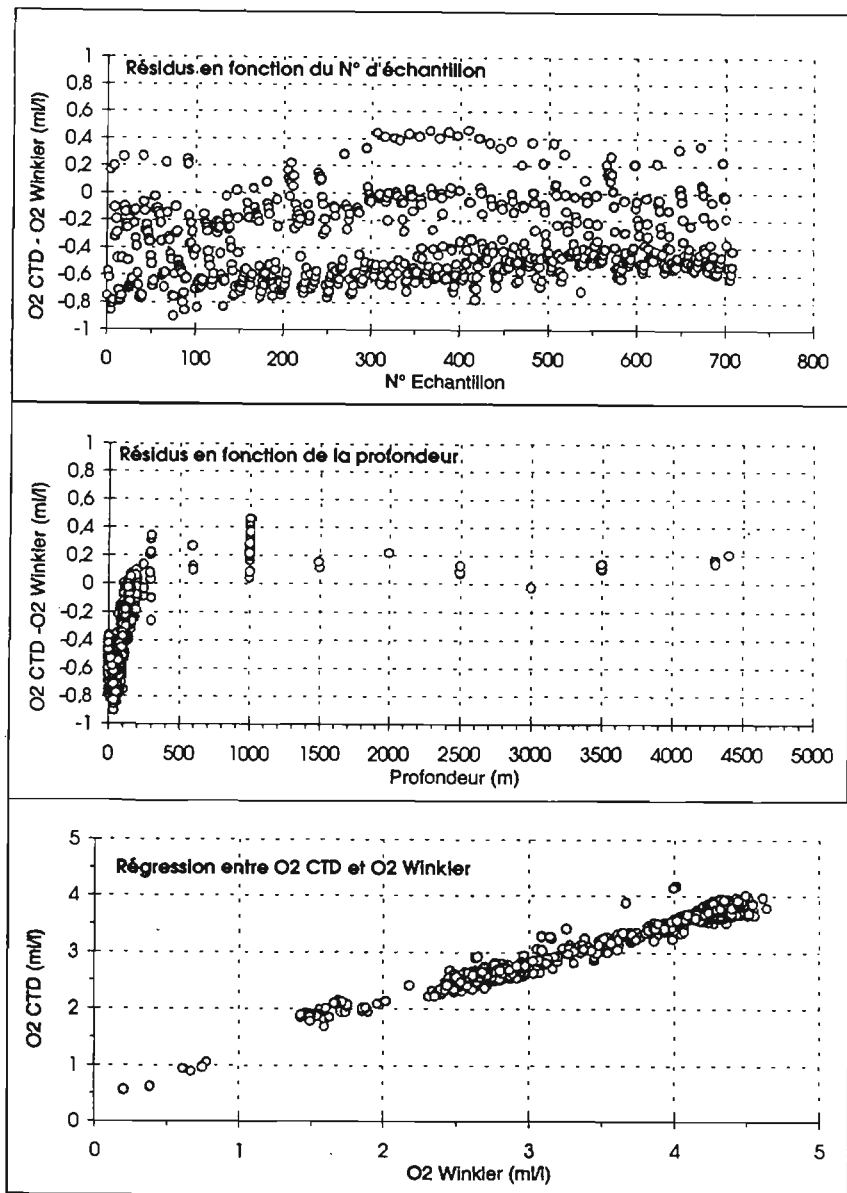 Résidus en fonction du N° d'échantillon
O2 CTD - O2 Winkler (ml/l)
1
0.8
0.6
0.4
0.2
0
-0.2
-0.4
-0.6
-0.8
-1
0 100 200 300 400 500 600 700 800
N° Echantillon
Résidus en fonction de la profondeur
O2 CTD -O2 Winkler (ml/l)
1
0.8
0.6
0.4
0.2
0
-0.2
-0.4
-0.6
-0.8
-1
0 500 1000 1500 2000 2500 3000 3500 4000 4500 5000
Profondeur (m)
Régression entre O2 CTD et O2 Winkler
O2 CTD (ml/l)
5
4
3
2
1
0
0 1 2 3 4 5
O2 Winkler (ml/l)